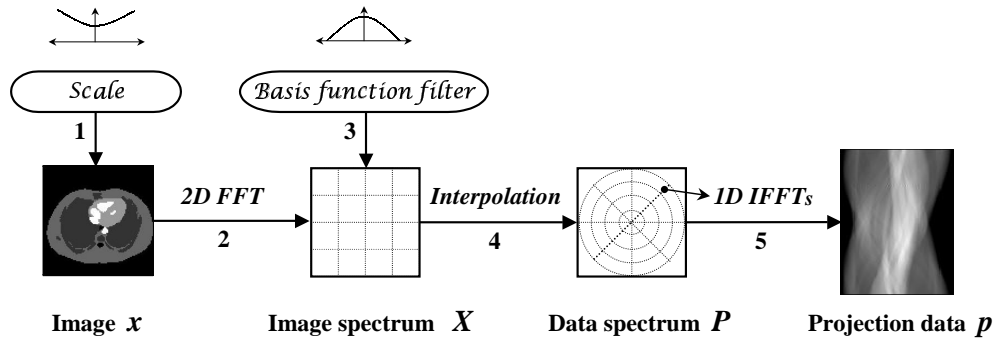 Scale
Basis function filter
1
3
2D FFT
Interpolation
1D IFFTs
2
4
5
Image x
Image spectrum X
Data spectrum P
Projection data p